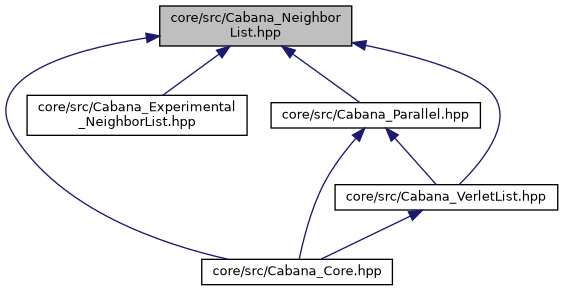 core/src/Cabana_Neighbor
List.hpp
core/src/Cabana_Experimental
_NeighborList.hpp
core/src/Cabana_Parallel.hpp
core/src/Cabana_VerletList.hpp
core/src/Cabana_Core.hpp